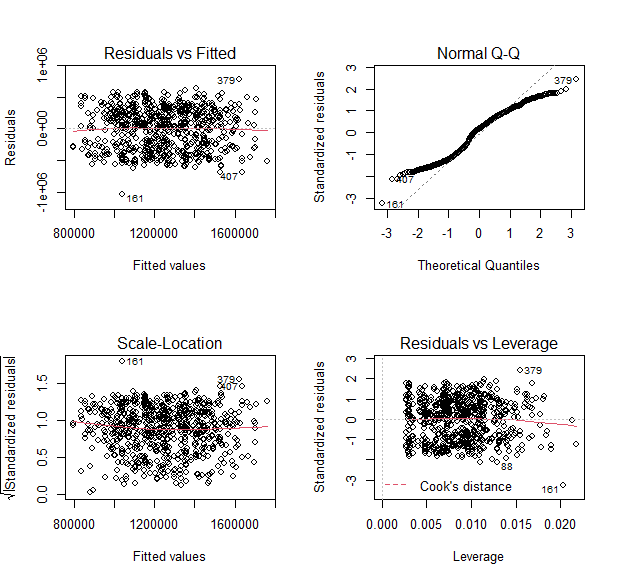 Residuals vs Fitted
Residuals
-1e+06 0e+00 1e+06
379
407
161
800000 1200000 1600000
Fitted values
Normal Q-Q
Standardized residuals
-3 -1 0 1 2 3
379
407
161
-3 -2 -1 0 1 2 3
Theoretical Quantiles
Scale-Location
√|Standardized residuals|
0.0 0.5 1.0 1.5
161
379
407
800000 1200000 1600000
Fitted values
Residuals vs Leverage
Standardized residuals
-3 -1 0 1 2 3
379
88
161
Cook's distance
0.000 0.005 0.010 0.015 0.020
Leverage